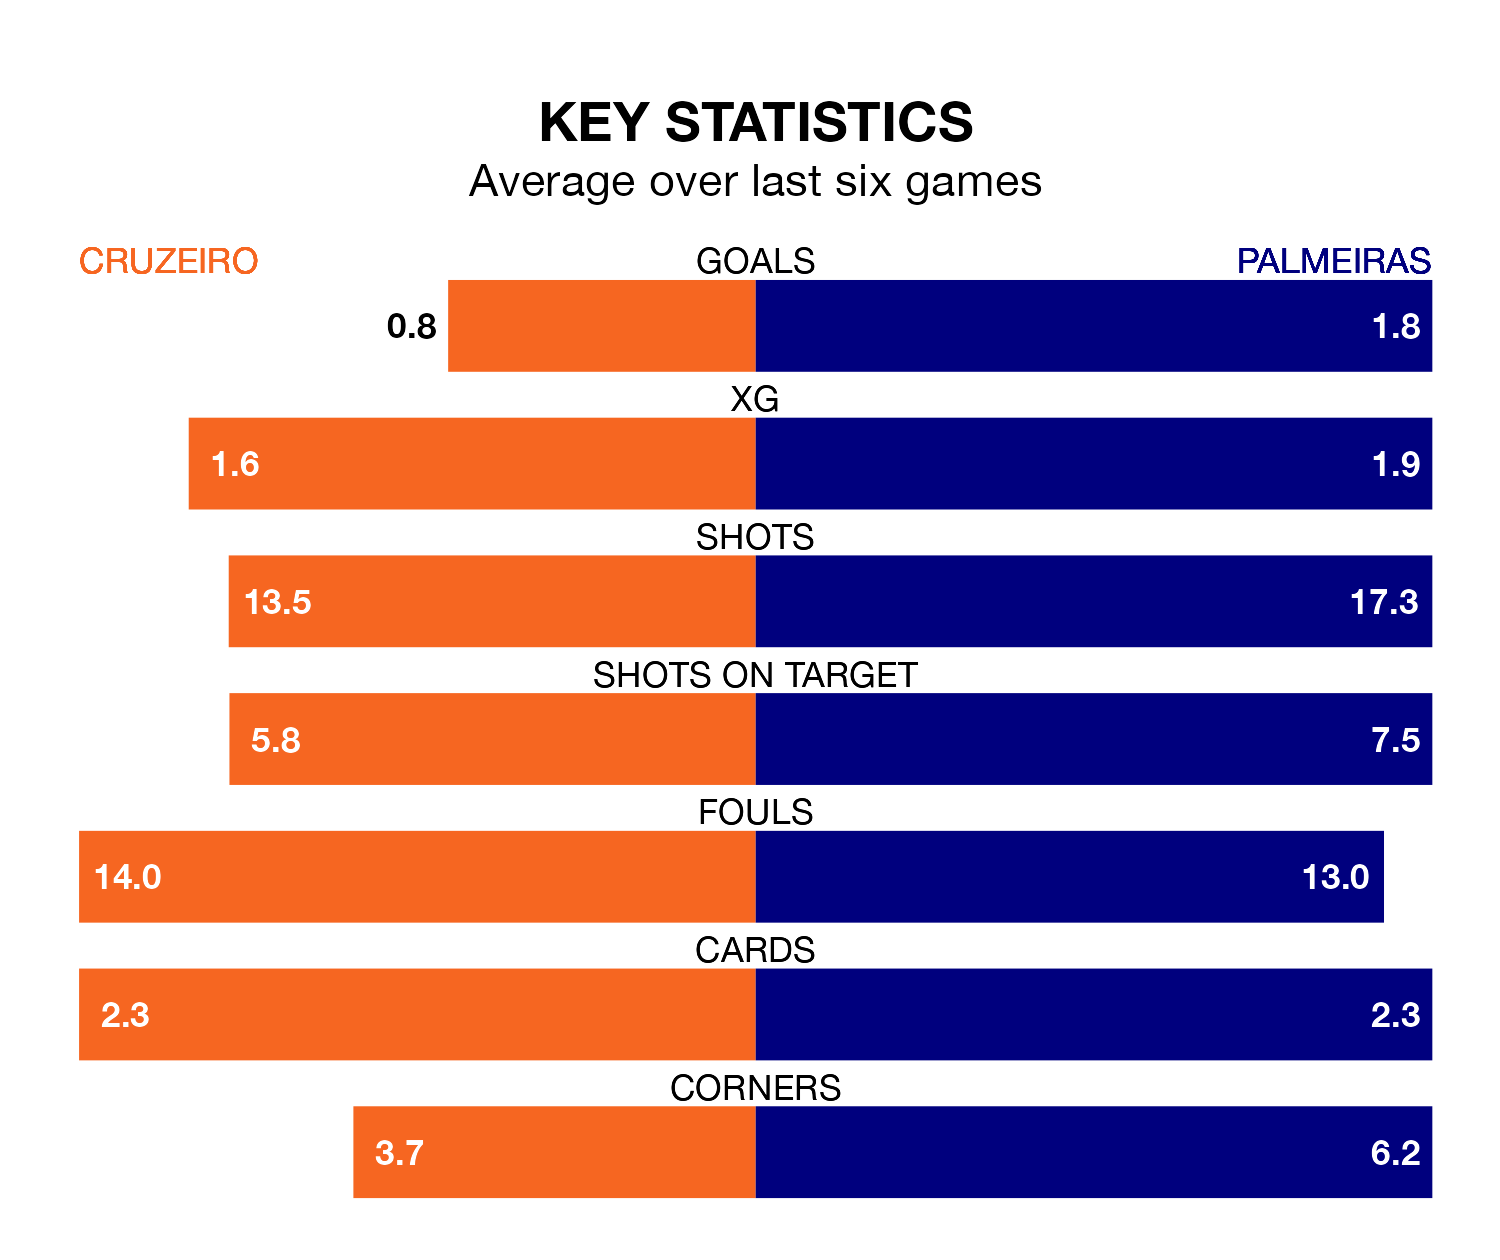 KEY STATISTICS
Average over last six games
CRUZEIRO GOALS PALMEIRAS
0.8 1.8
XG
1.6 1.9
SHOTS
13.5 17.3
SHOTS ON TARGET
5.8 7.5
FOULS
14.0 13.0
CARDS
2.3 2.3
CORNERS
3.7 6.2